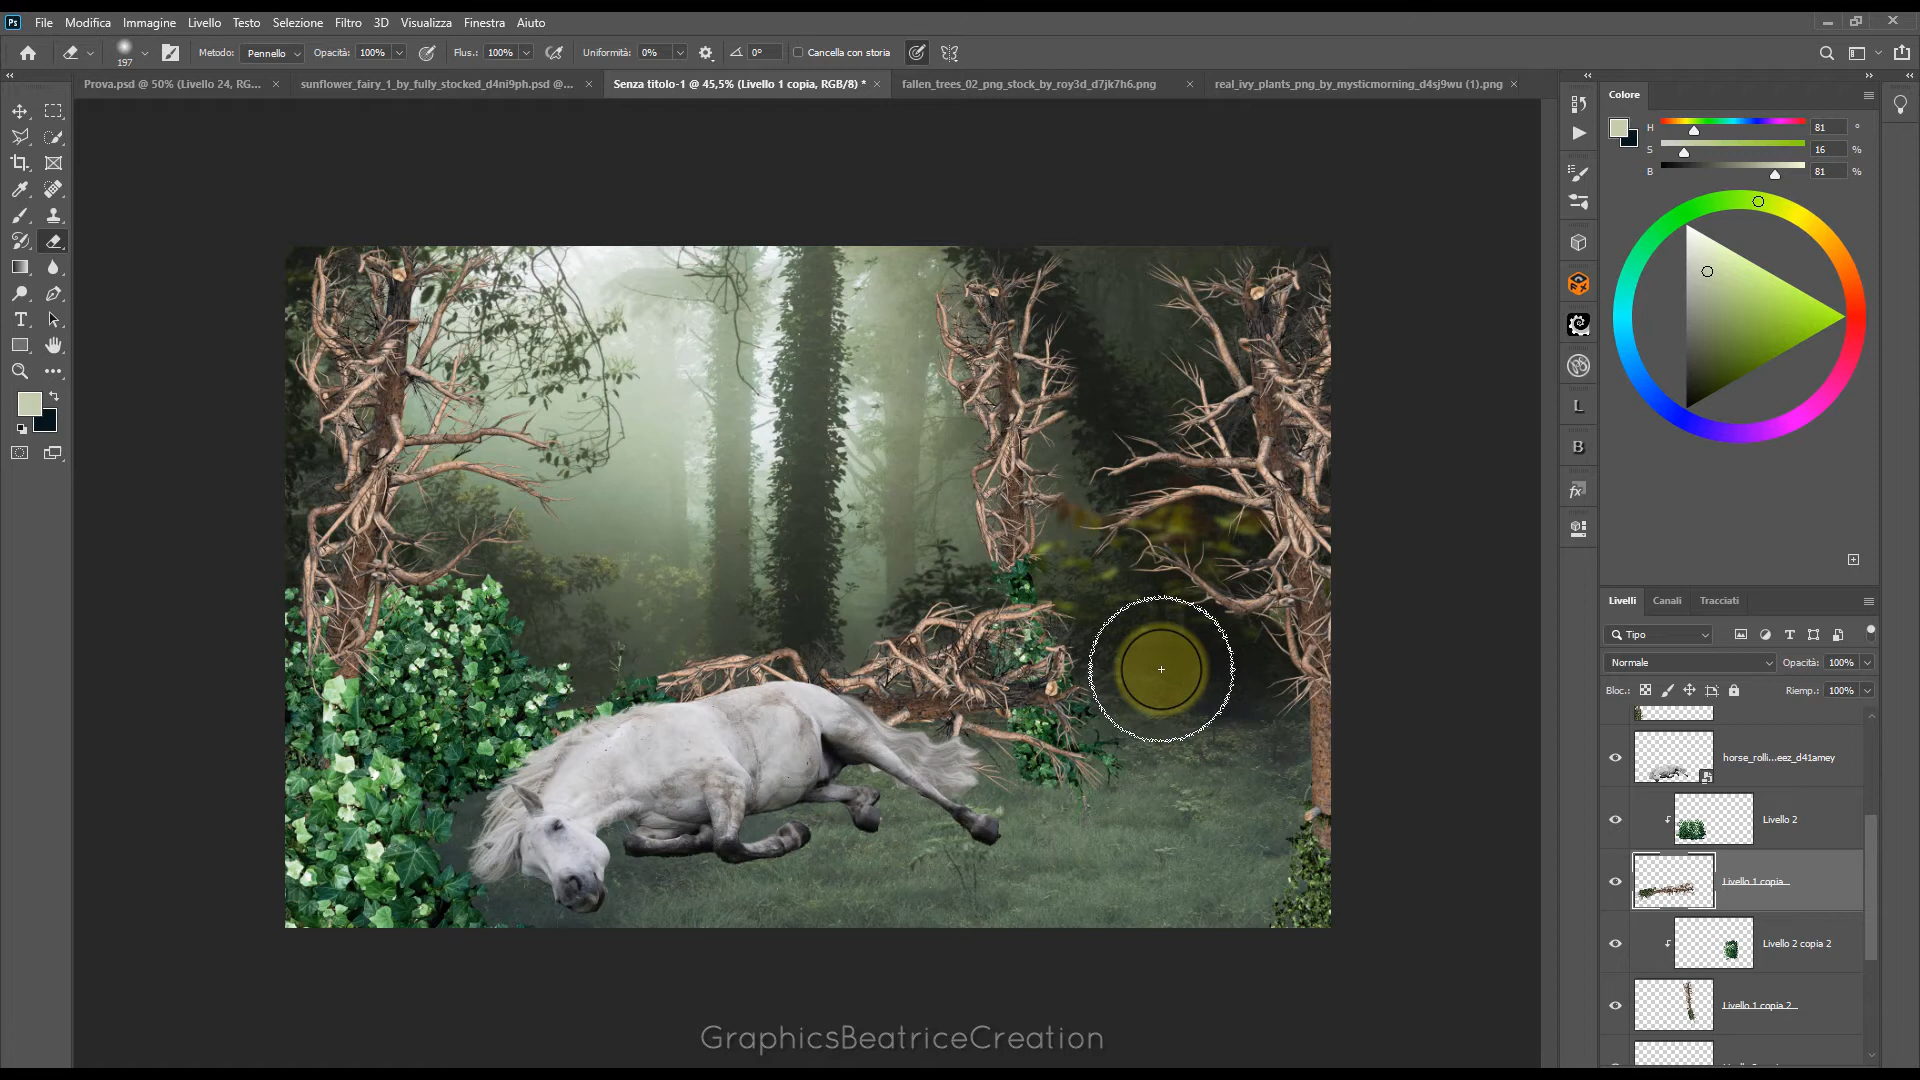 Ps File Modifica Immagine Livello Testo Selezione Filtro 3D Visualizza Finestra Aiuto
197 Metodo: Pennello Opacità: 100% Flus.: 100% Uniformità: 0% 0° Cancella con storia
Prova.psd @ 50% (Livello 24, RG... × sunflower_fairy_1_by_fully_stocked_d4ni9ph.psd @... × Senza titolo-1 @ 45,5% (Livello 1 copia, RGB/8) * × fallen_trees_02_png_stock_by_roy3d_d7jk7h6.png × real_ivy_plants_png_by_mysticmorning_d4sj9wu (1).png ×
Colore
H 81 °
S 16 %
B 81 %
L
B
fx
Livelli Canali Tracciati
Tipo
Normale Opacità: 100%
Bloc.: Riemp.: 100%
horse_rolli...eez_d41amey
Livello 2
Livello 1 copia
Livello 2 copia 2
Livello 1 copia 2
GraphicsBeatriceCreation